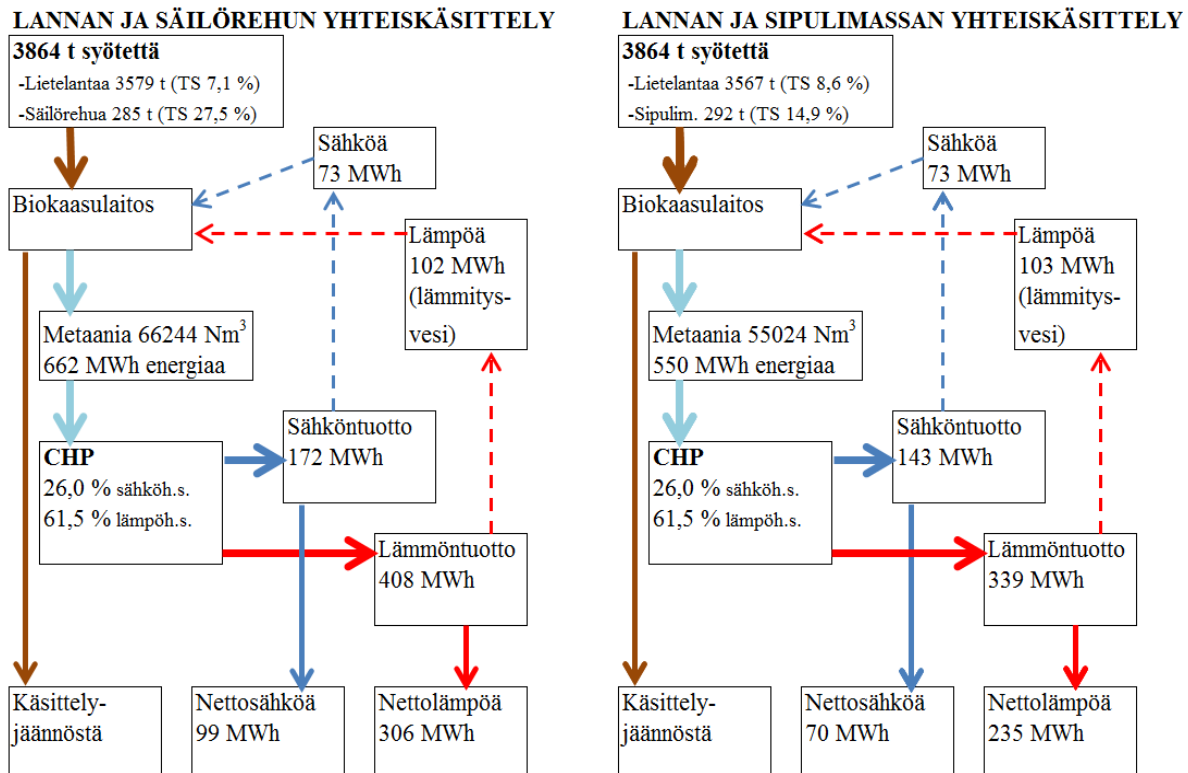 LANNAN JA SÄILÖREHUN YHTEISKÄSITTELY
3864 t syötettä
-Lietelantaa 3579 t (TS 7,1 %)
-Säilörehua 285 t (TS 27,5 %)
Sähköä
73 MWh
Biokaasulaitos
Lämpöä
102 MWh
(lämmitys-
vesi)
Metaania 66244 Nm³
662 MWh energiaa
Sähköntuotto
172 MWh
CHP
26,0 % sähköh.s.
61,5 % lämpöh.s.
Lämmöntuotto
408 MWh
Käsittely-
jäännöstä
Nettosähköä
99 MWh
Nettolämpöä
306 MWh
LANNAN JA SIPULIMASSAN YHTEISKÄSITTELY
3864 t syötettä
-Lietelantaa 3567 t (TS 8,6 %)
-Sipulim. 292 t (TS 14,9 %)
Sähköä
73 MWh
Biokaasulaitos
Lämpöä
103 MWh
(lämmitys-
vesi)
Metaania 55024 Nm³
550 MWh energiaa
Sähköntuotto
143 MWh
CHP
26,0 % sähköh.s.
61,5 % lämpöh.s.
Lämmöntuotto
339 MWh
Käsittely-
jäännöstä
Nettosähköä
70 MWh
Nettolämpöä
235 MWh